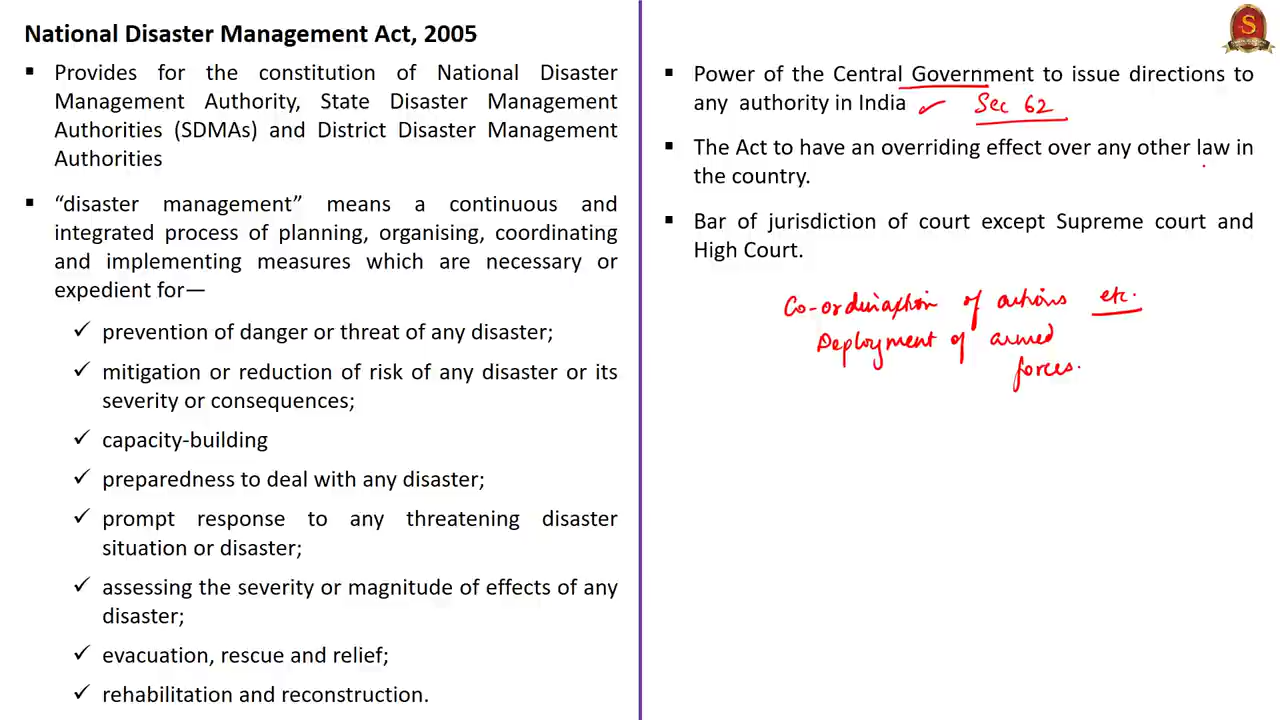 National Disaster Management Act, 2005
▪ Provides for the constitution of National Disaster
Management Authority, State Disaster Management
Authorities (SDMAs) and District Disaster Management
Authorities
▪ “disaster management” means a continuous and
integrated process of planning, organising, coordinating
and implementing measures which are necessary or
expedient for—
✓ prevention of danger or threat of any disaster;
✓ mitigation or reduction of risk of any disaster or its
severity or consequences;
✓ capacity-building
✓ preparedness to deal with any disaster;
✓ prompt response to any threatening disaster
situation or disaster;
✓ assessing the severity or magnitude of effects of any
disaster;
✓ evacuation, rescue and relief;
✓ rehabilitation and reconstruction.
▪ Power of the Central Government to issue directions to
any authority in India ✓ Sec 62
▪ The Act to have an overriding effect over any other law in
the country.
▪ Bar of jurisdiction of court except Supreme court and
High Court.
Co-ordination of actions etc.
Deployment of armed
forces.
S